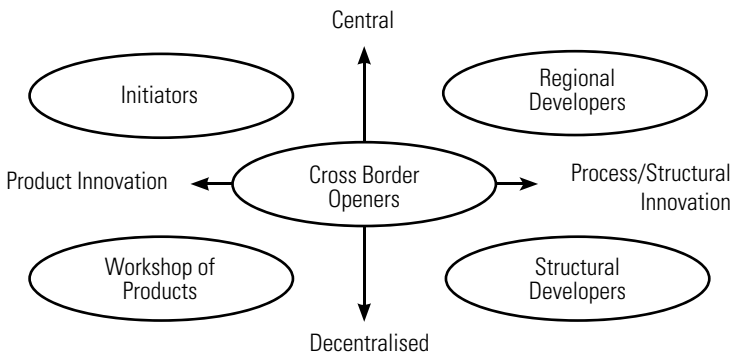 Central
Initiators
Regional
Developers
Product Innovation
Cross Border
Openers
Process/Structural
Innovation
Workshop of
Products
Structural
Developers
Decentralised